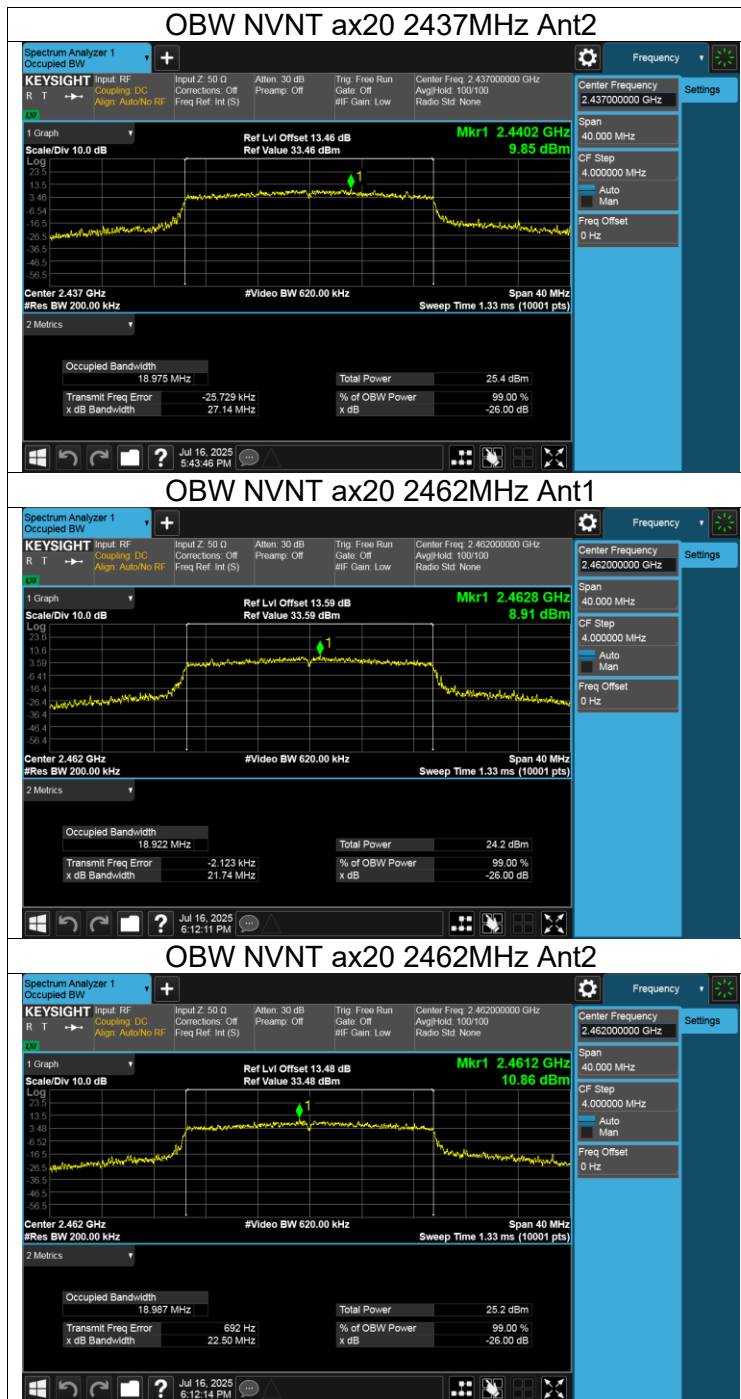 OBW NVNT ax20 2437MHz Ant2
Spectrum Analyzer 1
Occupied BW
Frequency
KEYSIGHT
R T
LXI
Input: RF
Coupling: DC
Align: Auto/No RF
Input Z: 50 Ω
Corrections: Off
Freq Ref: Int (S)
Atten: 30 dB
Preamp: Off
Trig: Free Run
Gate: Off
#IF Gain: Low
Center Freq: 2.437000000 GHz
Avg|Hold: 100/100
Radio Std: None
Center Frequency
2.437000000 GHz
Settings
Span
40.000 MHz
CF Step
4.000000 MHz
Auto
Man
Freq Offset
0 Hz
1 Graph
Scale/Div 10.0 dB
Ref Lvl Offset 13.46 dB
Ref Value 33.46 dBm
Mkr1 2.4402 GHz
9.85 dBm
Log
23.5
13.5
3.46
-6.54
-16.5
-26.5
-36.5
-46.5
-56.5
1
Center 2.437 GHz
#Res BW 200.00 kHz
#Video BW 620.00 kHz
Span 40 MHz
Sweep Time 1.33 ms (10001 pts)
2 Metrics
Occupied Bandwidth
18.975 MHz
Total Power 25.4 dBm
Transmit Freq Error -25.729 kHz
% of OBW Power 99.00 %
x dB Bandwidth 27.14 MHz
x dB -26.00 dB
Jul 16, 2025
5:43:46 PM
OBW NVNT ax20 2462MHz Ant1
Spectrum Analyzer 1
Occupied BW
Frequency
KEYSIGHT
R T
LXI
Input: RF
Coupling: DC
Align: Auto/No RF
Input Z: 50 Ω
Corrections: Off
Freq Ref: Int (S)
Atten: 30 dB
Preamp: Off
Trig: Free Run
Gate: Off
#IF Gain: Low
Center Freq: 2.462000000 GHz
Avg|Hold: 100/100
Radio Std: None
Center Frequency
2.462000000 GHz
Settings
Span
40.000 MHz
CF Step
4.000000 MHz
Auto
Man
Freq Offset
0 Hz
1 Graph
Scale/Div 10.0 dB
Ref Lvl Offset 13.59 dB
Ref Value 33.59 dBm
Mkr1 2.4628 GHz
8.91 dBm
Log
23.6
13.6
3.59
-6.41
-16.4
-26.4
-36.4
-46.4
-56.4
1
Center 2.462 GHz
#Res BW 200.00 kHz
#Video BW 620.00 kHz
Span 40 MHz
Sweep Time 1.33 ms (10001 pts)
2 Metrics
Occupied Bandwidth
18.922 MHz
Total Power 24.2 dBm
Transmit Freq Error -2.123 kHz
% of OBW Power 99.00 %
x dB Bandwidth 21.74 MHz
x dB -26.00 dB
Jul 16, 2025
6:12:11 PM
OBW NVNT ax20 2462MHz Ant2
Spectrum Analyzer 1
Occupied BW
Frequency
KEYSIGHT
R T
LXI
Input: RF
Coupling: DC
Align: Auto/No RF
Input Z: 50 Ω
Corrections: Off
Freq Ref: Int (S)
Atten: 30 dB
Preamp: Off
Trig: Free Run
Gate: Off
#IF Gain: Low
Center Freq: 2.462000000 GHz
Avg|Hold: 100/100
Radio Std: None
Center Frequency
2.462000000 GHz
Settings
Span
40.000 MHz
CF Step
4.000000 MHz
Auto
Man
Freq Offset
0 Hz
1 Graph
Scale/Div 10.0 dB
Ref Lvl Offset 13.48 dB
Ref Value 33.48 dBm
Mkr1 2.4612 GHz
10.86 dBm
Log
23.5
13.5
3.48
-6.52
-16.5
-26.5
-36.5
-46.5
-56.5
1
Center 2.462 GHz
#Res BW 200.00 kHz
#Video BW 620.00 kHz
Span 40 MHz
Sweep Time 1.33 ms (10001 pts)
2 Metrics
Occupied Bandwidth
18.987 MHz
Total Power 25.2 dBm
Transmit Freq Error 692 Hz
% of OBW Power 99.00 %
x dB Bandwidth 22.50 MHz
x dB -26.00 dB
Jul 16, 2025
6:12:14 PM